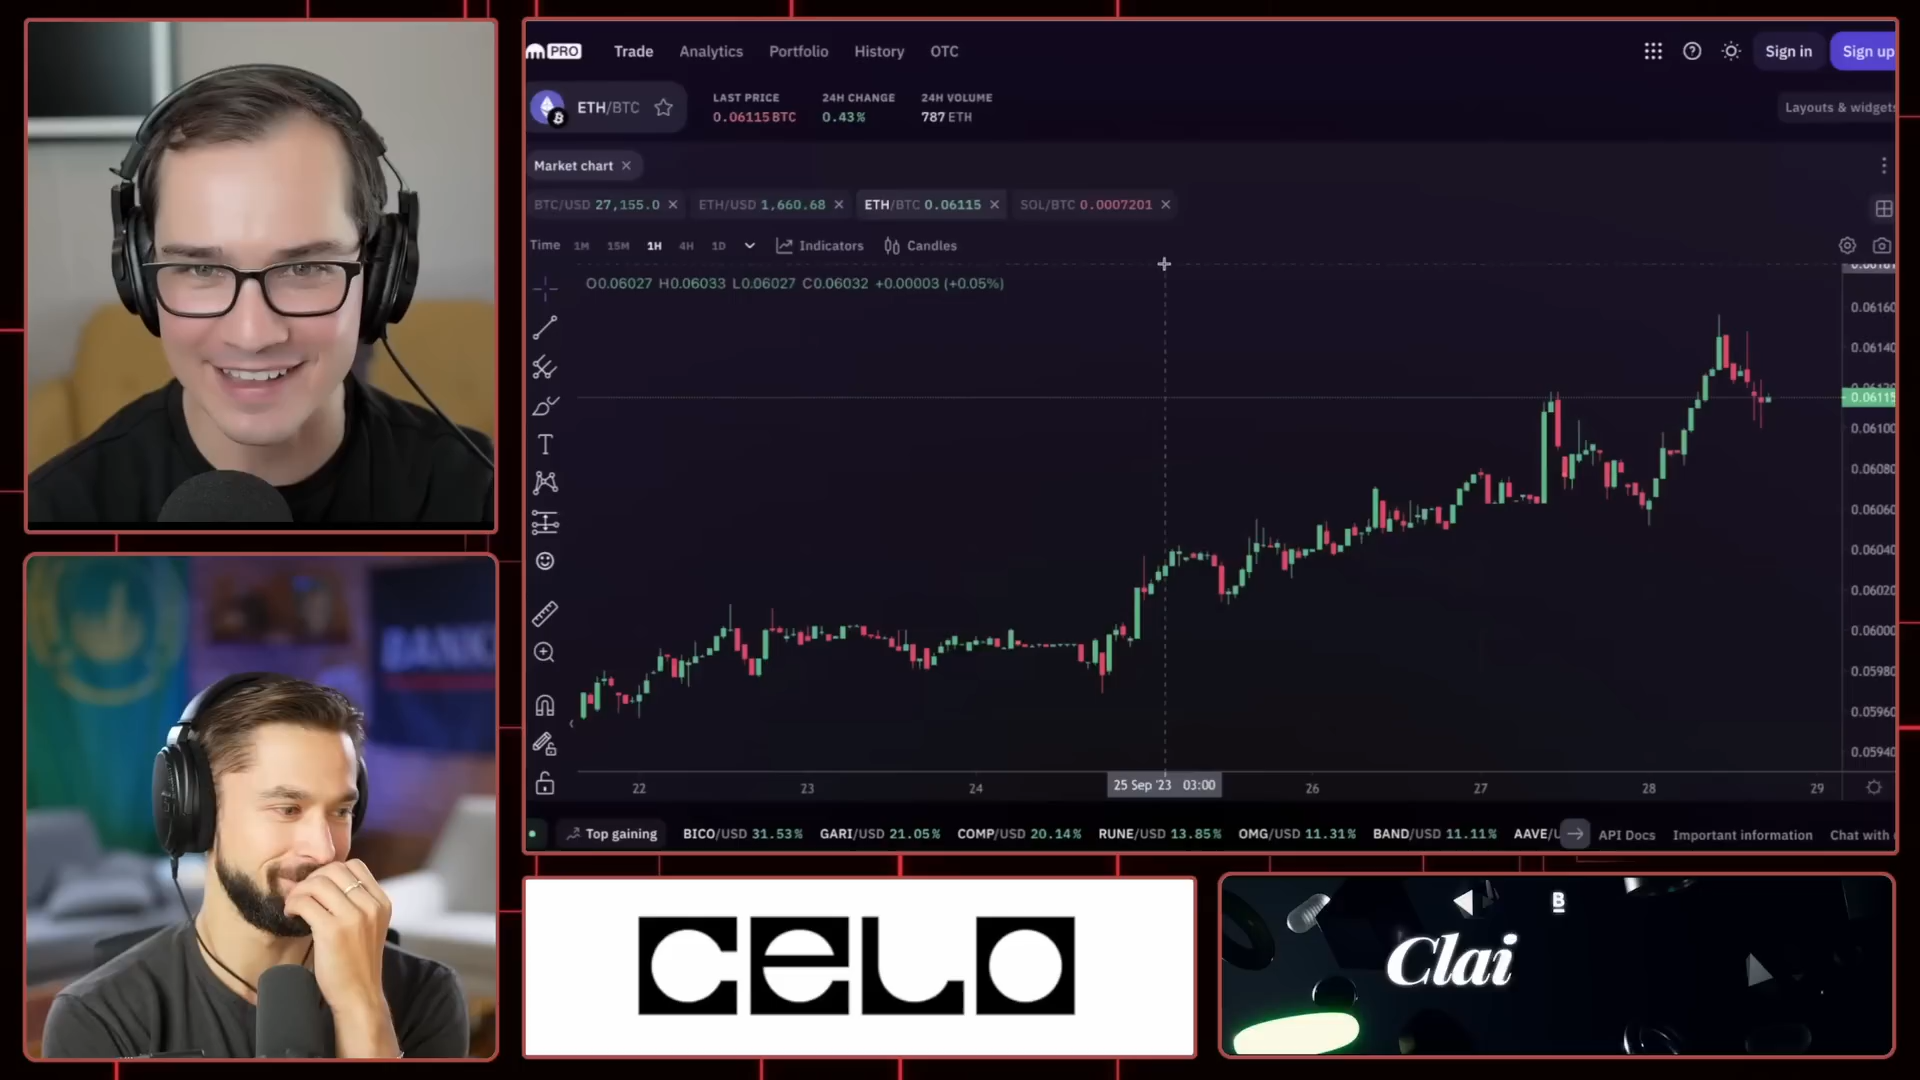 PRO Trade Analytics Portfolio History OTC Sign in Sign up
ETH/BTC
LAST PRICE 24H CHANGE 24H VOLUME
0.06115 BTC 0.43% 787 ETH
Layouts & widgets
Market chart
BTC/USD 27,155.0 ETH/USD 1,660.68 ETH/BTC 0.06115 SOL/BTC 0.0007201
Time 1M 15M 1H 4H 1D Indicators Candles
O0.06027 H0.06033 L0.06027 C0.06032 +0.00003 (+0.05%)
0.06160
0.06140
0.06115
0.06100
0.06080
0.06060
0.06040
0.06020
0.06000
0.05980
0.05960
0.05940
22 23 24 25 Sep '23 03:00 26 27 28 29
Top gaining BICO/USD 31.53% GARI/USD 21.05% COMP/USD 20.14% RUNE/USD 13.85% OMG/USD 11.31% BAND/USD 11.11% AAVE/U API Docs Important information Chat with
BANK
CELO
B
Clai